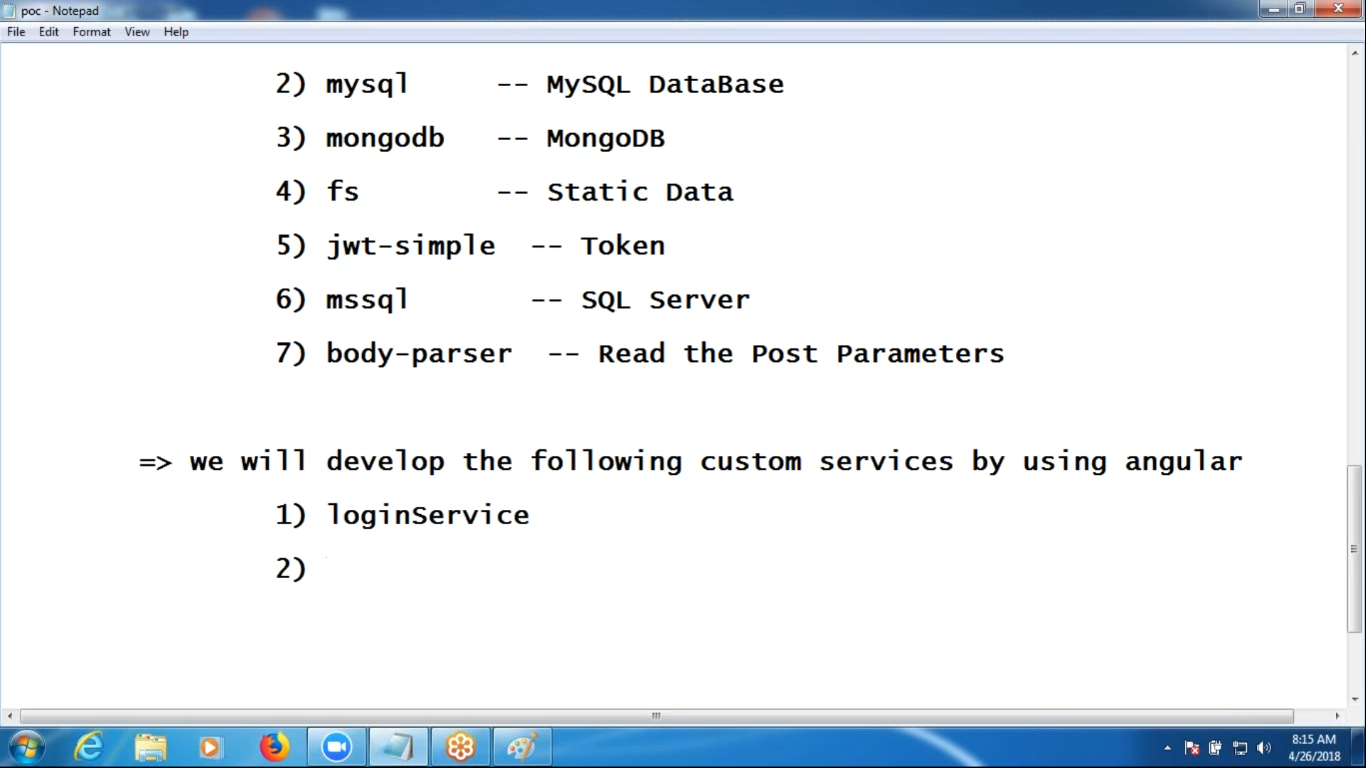 poc - Notepad
File Edit Format View Help
2) mysql -- MySQL DataBase
3) mongodb -- MongoDB
4) fs -- Static Data
5) jwt-simple -- Token
6) mssql -- SQL Server
7) body-parser -- Read the Post Parameters
=> we will develop the following custom services by using angular
1) loginService
2)
8:15 AM
4/26/2018